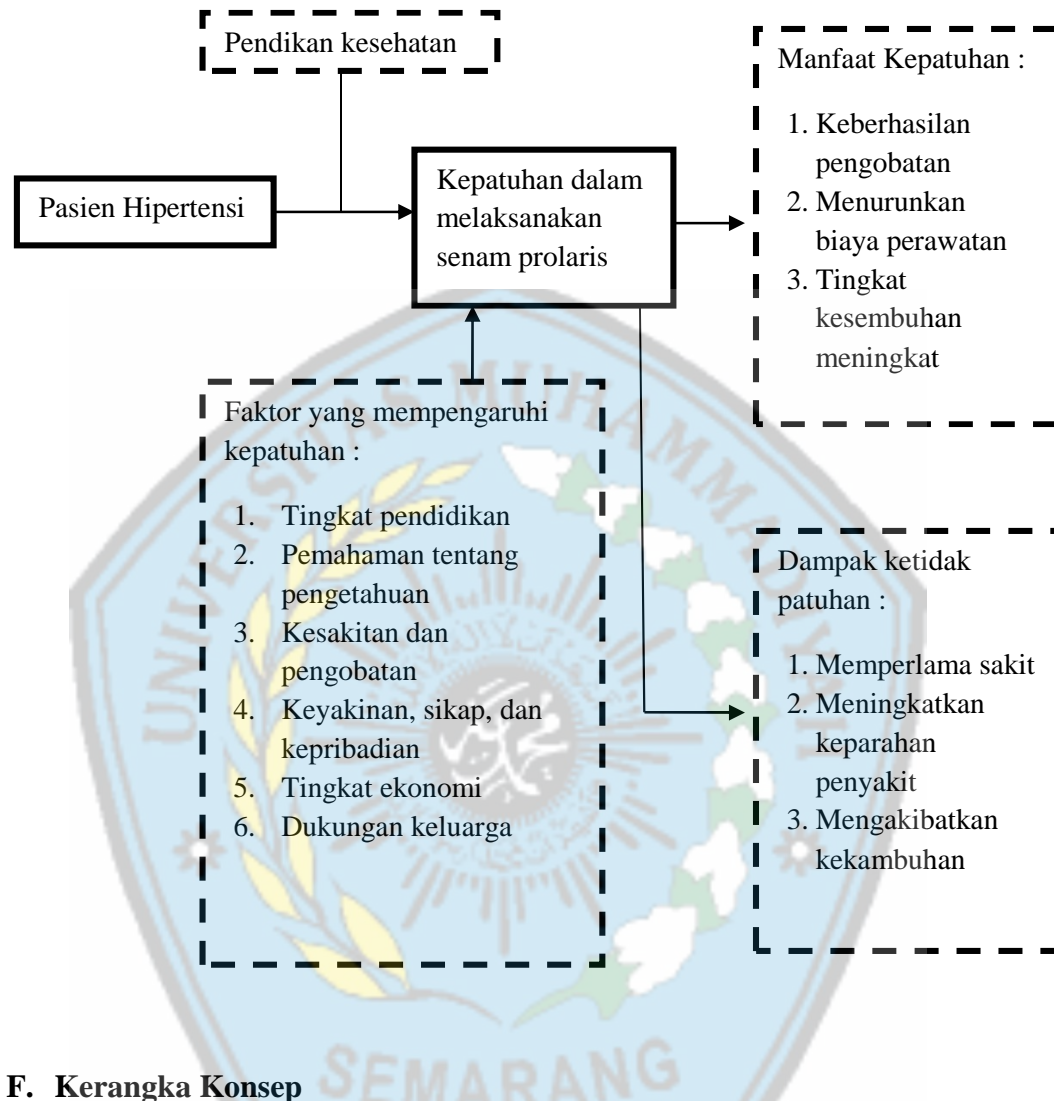 Pendikan kesehatan
Pasien Hipertensi
Kepatuhan dalam
melaksanakan
senam prolaris
Manfaat Kepatuhan :
1. Keberhasilan
pengobatan
2. Menurunkan
biaya perawatan
3. Tingkat
kesembuhan
meningkat
Faktor yang mempengaruhi
kepatuhan :
1. Tingkat pendidikan
2. Pemahaman tentang
pengetahuan
3. Kesakitan dan
pengobatan
4. Keyakinan, sikap, dan
kepribadian
5. Tingkat ekonomi
6. Dukungan keluarga
Dampak ketidak
patuhan :
1. Memperlama sakit
2. Meningkatkan
keparahan
penyakit
3. Mengakibatkan
kekambuhan
UNIVERSITAS MUHAMMADIYAH
SEMARANG
F. Kerangka Konsep